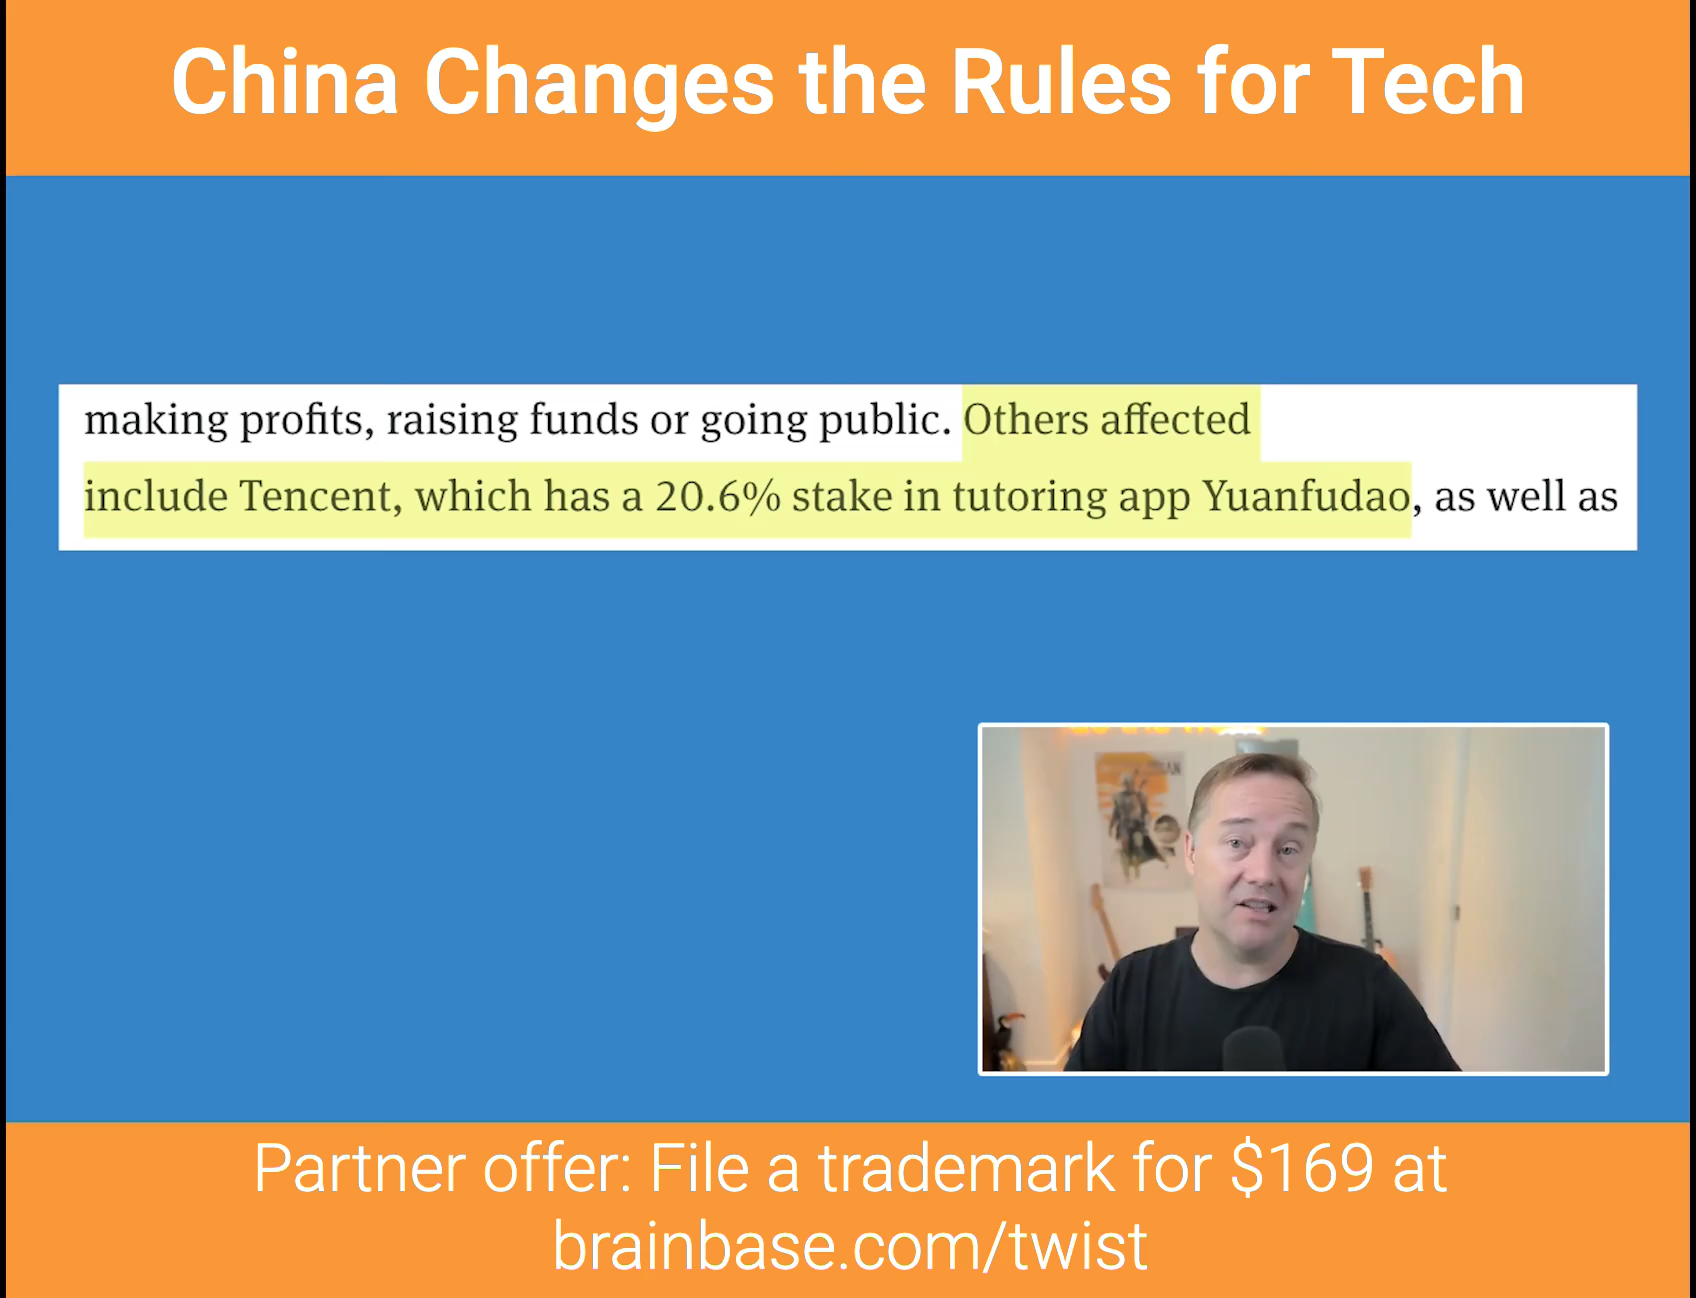 China Changes the Rules for Tech
making profits, raising funds or going public. Others affected
include Tencent, which has a 20.6% stake in tutoring app Yuanfudao, as well as
Partner offer: File a trademark for $169 at
brainbase.com/twist